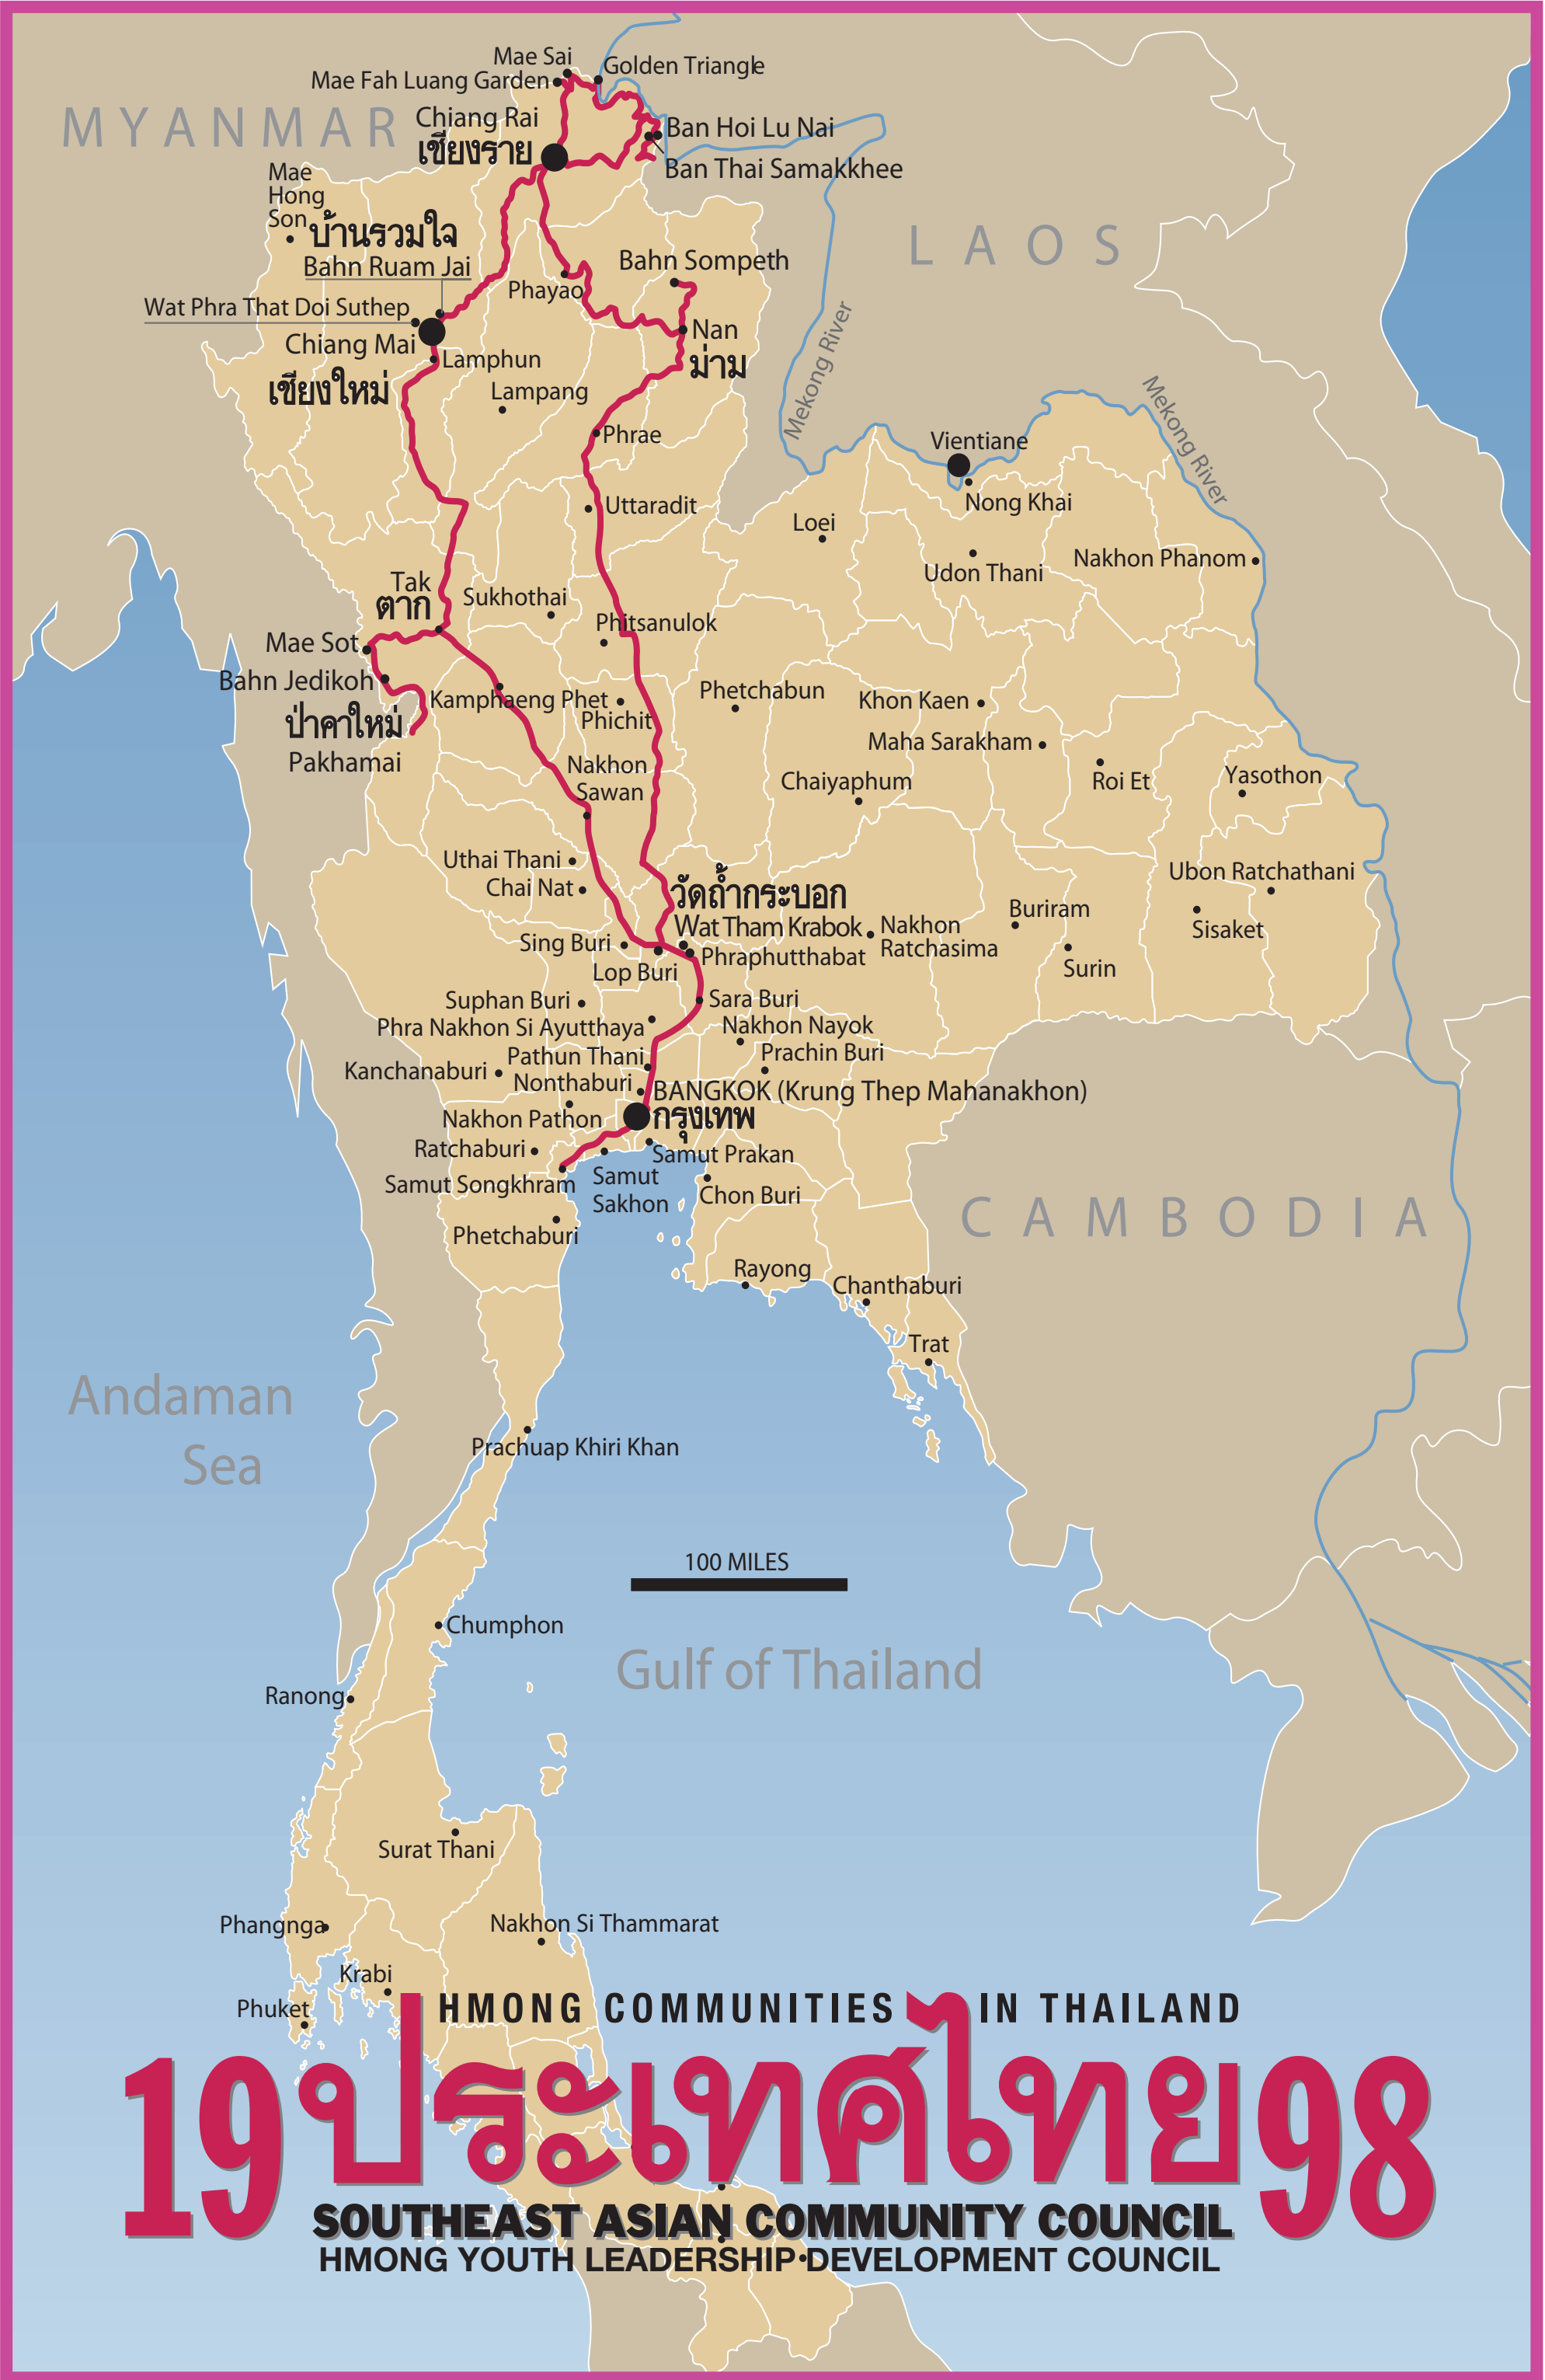 Mae Sai
Golden Triangle
Mae Fah Luang Garden
MYANMAR
Chiang Rai
เชียงราย
Ban Hoi Lu Nai
Ban Thai Samakkhee
Mae
Hong
Son
บ้านรวมใจ
Bahn Ruam Jai
LAOS
Bahn Sompeth
Phayao
Wat Phra That Doi Suthep
Chiang Mai
เชียงใหม่
Nan
ม่าม
Lamphun
Lampang
Mekong River
Mekong River
Phrae
Vientiane
Nong Khai
Uttaradit
Loei
Udon Thani
Nakhon Phanom
Tak
ตาก
Sukhothai
Phitsanulok
Mae Sot
Bahn Jedikoh
ป่าคาใหม่
Pakhamai
Kamphaeng Phet
Phichit
Phetchabun
Khon Kaen
Maha Sarakham
Roi Et
Yasothon
Nakhon
Sawan
Chaiyaphum
Uthai Thani
Chai Nat
วัดถ้ำกระบอก
Wat Tham Krabok
Nakhon
Ratchasima
Buriram
Ubon Ratchathani
Sisaket
Surin
Sing Buri
Lop Buri
Phraphutthabat
Suphan Buri
Sara Buri
Phra Nakhon Si Ayutthaya
Nakhon Nayok
Pathun Thani
Prachin Buri
Kanchanaburi
Nonthaburi
BANGKOK (Krung Thep Mahanakhon)
กรุงเทพ
Nakhon Pathon
Ratchaburi
Samut Prakan
Samut Songkhram
Samut
Sakhon
Chon Buri
CAMBODIA
Phetchaburi
Rayong
Chanthaburi
Trat
Andaman
Sea
Prachuap Khiri Khan
100 MILES
Chumphon
Gulf of Thailand
Ranong
Surat Thani
Phangnga
Nakhon Si Thammarat
Krabi
Phuket
HMONG COMMUNITIES IN THAILAND
19 ประเทศไทย 98
SOUTHEAST ASIAN COMMUNITY COUNCIL
HMONG YOUTH LEADERSHIP•DEVELOPMENT COUNCIL